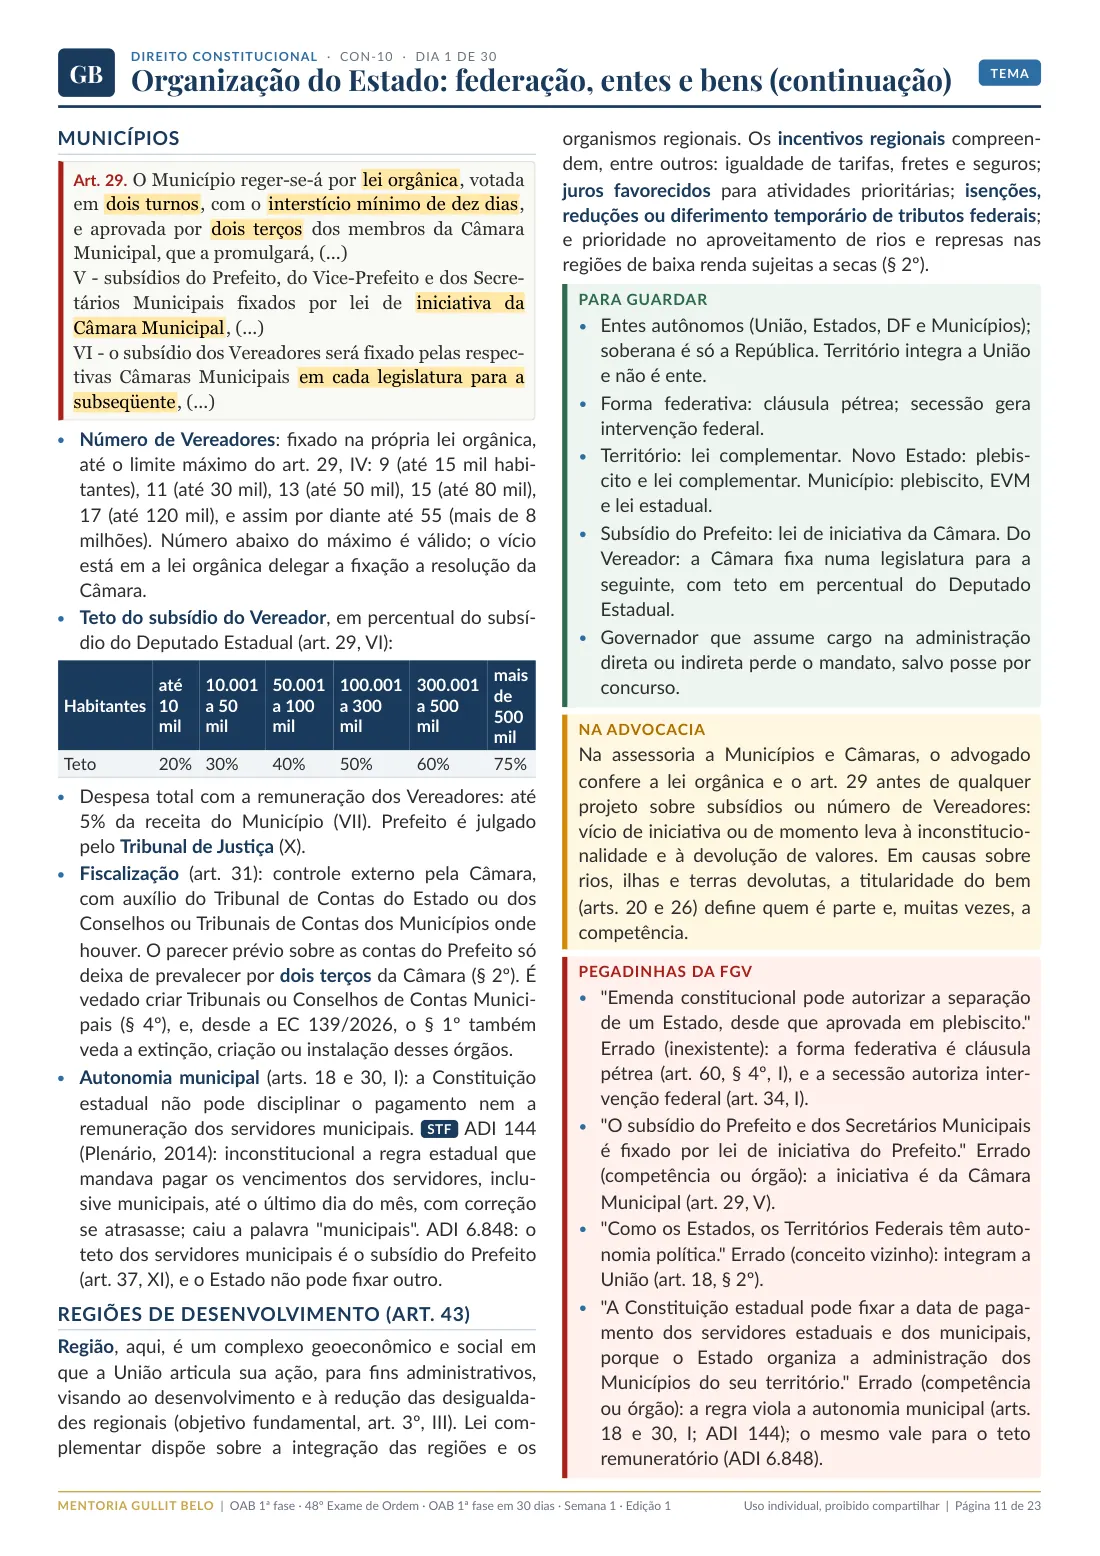 GB
DIREITO CONSTITUCIONAL · CON-10 · DIA 1 DE 30
Organização do Estado: federação, entes e bens (continuação)
TEMA
MUNICÍPIOS
Art. 29. O Município reger-se-á por lei orgânica, votada
em dois turnos, com o interstício mínimo de dez dias,
e aprovada por dois terços dos membros da Câmara
Municipal, que a promulgará, (...)
V - subsídios do Prefeito, do Vice-Prefeito e dos Secre-
tários Municipais fixados por lei de iniciativa da
Câmara Municipal, (...)
VI - o subsídio dos Vereadores será fixado pelas respec-
tivas Câmaras Municipais em cada legislatura para a
subseqüente, (...)
• Número de Vereadores: fixado na própria lei orgânica,
até o limite máximo do art. 29, IV: 9 (até 15 mil habi-
tantes), 11 (até 30 mil), 13 (até 50 mil), 15 (até 80 mil),
17 (até 120 mil), e assim por diante até 55 (mais de 8
milhões). Número abaixo do máximo é válido; o vício
está em a lei orgânica delegar a fixação a resolução da
Câmara.
• Teto do subsídio do Vereador, em percentual do subsí-
dio do Deputado Estadual (art. 29, VI):
Habitantes | até 10 mil | 10.001 a 50 mil | 50.001 a 100 mil | 100.001 a 300 mil | 300.001 a 500 mil | mais de 500 mil
Teto | 20% | 30% | 40% | 50% | 60% | 75%
• Despesa total com a remuneração dos Vereadores: até
5% da receita do Município (VII). Prefeito é julgado
pelo Tribunal de Justiça (X).
• Fiscalização (art. 31): controle externo pela Câmara,
com auxílio do Tribunal de Contas do Estado ou dos
Conselhos ou Tribunais de Contas dos Municípios onde
houver. O parecer prévio sobre as contas do Prefeito só
deixa de prevalecer por dois terços da Câmara (§ 2º). É
vedado criar Tribunais ou Conselhos de Contas Munici-
pais (§ 4º), e, desde a EC 139/2026, o § 1º também
veda a extinção, criação ou instalação desses órgãos.
• Autonomia municipal (arts. 18 e 30, I): a Constituição
estadual não pode disciplinar o pagamento nem a
remuneração dos servidores municipais. STF ADI 144
(Plenário, 2014): inconstitucional a regra estadual que
mandava pagar os vencimentos dos servidores, inclu-
sive municipais, até o último dia do mês, com correção
se atrasasse; caiu a palavra "municipais". ADI 6.848: o
teto dos servidores municipais é o subsídio do Prefeito
(art. 37, XI), e o Estado não pode fixar outro.
REGIÕES DE DESENVOLVIMENTO (ART. 43)
Região, aqui, é um complexo geoeconômico e social em
que a União articula sua ação, para fins administrativos,
visando ao desenvolvimento e à redução das desigualda-
des regionais (objetivo fundamental, art. 3º, III). Lei com-
plementar dispõe sobre a integração das regiões e os
organismos regionais. Os incentivos regionais compreen-
dem, entre outros: igualdade de tarifas, fretes e seguros;
juros favorecidos para atividades prioritárias; isenções,
reduções ou diferimento temporário de tributos federais;
e prioridade no aproveitamento de rios e represas nas
regiões de baixa renda sujeitas a secas (§ 2º).
PARA GUARDAR
• Entes autônomos (União, Estados, DF e Municípios);
soberana é só a República. Território integra a União
e não é ente.
• Forma federativa: cláusula pétrea; secessão gera
intervenção federal.
• Território: lei complementar. Novo Estado: plebis-
cito e lei complementar. Município: plebiscito, EVM
e lei estadual.
• Subsídio do Prefeito: lei de iniciativa da Câmara. Do
Vereador: a Câmara fixa numa legislatura para a
seguinte, com teto em percentual do Deputado
Estadual.
• Governador que assume cargo na administração
direta ou indireta perde o mandato, salvo posse por
concurso.
NA ADVOCACIA
Na assessoria a Municípios e Câmaras, o advogado
confere a lei orgânica e o art. 29 antes de qualquer
projeto sobre subsídios ou número de Vereadores:
vício de iniciativa ou de momento leva à inconstitucio-
nalidade e à devolução de valores. Em causas sobre
rios, ilhas e terras devolutas, a titularidade do bem
(arts. 20 e 26) define quem é parte e, muitas vezes, a
competência.
PEGADINHAS DA FGV
• "Emenda constitucional pode autorizar a separação
de um Estado, desde que aprovada em plebiscito."
Errado (inexistente): a forma federativa é cláusula
pétrea (art. 60, § 4º, I), e a secessão autoriza inter-
venção federal (art. 34, I).
• "O subsídio do Prefeito e dos Secretários Municipais
é fixado por lei de iniciativa do Prefeito." Errado
(competência ou órgão): a iniciativa é da Câmara
Municipal (art. 29, V).
• "Como os Estados, os Territórios Federais têm auto-
nomia política." Errado (conceito vizinho): integram a
União (art. 18, § 2º).
• "A Constituição estadual pode fixar a data de paga-
mento dos servidores estaduais e dos municipais,
porque o Estado organiza a administração dos
Municípios do seu território." Errado (competência
ou órgão): a regra viola a autonomia municipal (arts.
18 e 30, I; ADI 144); o mesmo vale para o teto
remuneratório (ADI 6.848).
MENTORIA GULLIT BELO | OAB 1ª fase · 48º Exame de Ordem · OAB 1ª fase em 30 dias · Semana 1 · Edição 1
Uso individual, proibido compartilhar | Página 11 de 23